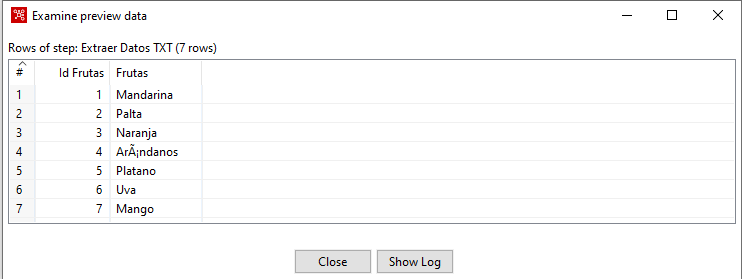 Examine preview data
Rows of step: Extraer Datos TXT (7 rows)
# Id Frutas Frutas
1 1 Mandarina
2 2 Palta
3 3 Naranja
4 4 ArÃ¡ndanos
5 5 Platano
6 6 Uva
7 7 Mango
Close Show Log